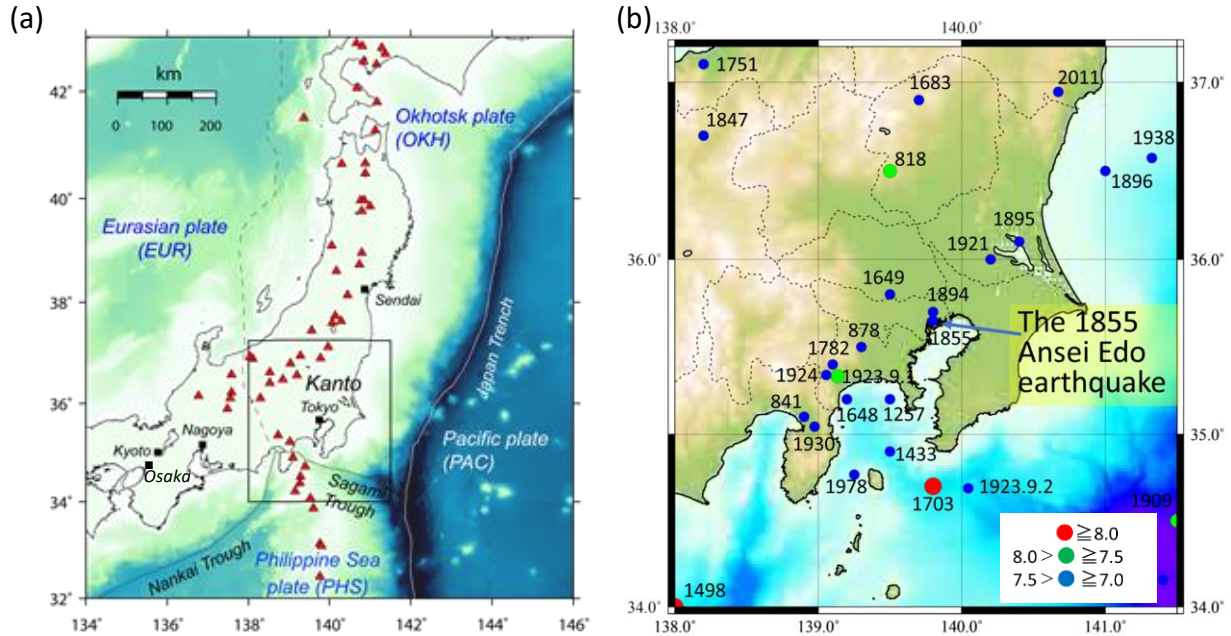 (a)
km
0 100 200
Okhotsk plate
(OKH)
Eurasian plate
(EUR)
Sendai
Japan Trench
Kanto
Tokyo
Nagoya
Kyoto
Osaka
Pacific plate
(PAC)
Sagami
Trough
Nankai Trough
Philippine Sea
plate (PHS)
42°
40°
38°
36°
34°
32°
134° 136° 138° 140° 142° 144° 146°
(b)
138.0° 139.0° 140.0° 141.0°
37.0°
36.0°
35.0°
34.0°
1751
1683
2011
1847
1938
818
1896
1895
1921
1649
1894
1855
The 1855
Ansei Edo
earthquake
878
1782
1924
1923.9.1
841
1648
1257
1930
1433
1978
1923.9.2
1703
1909
1498
≧8.0
8.0 > ≧7.5
7.5 > ≧7.0
138.0° 139.0° 140.0° 141.0°